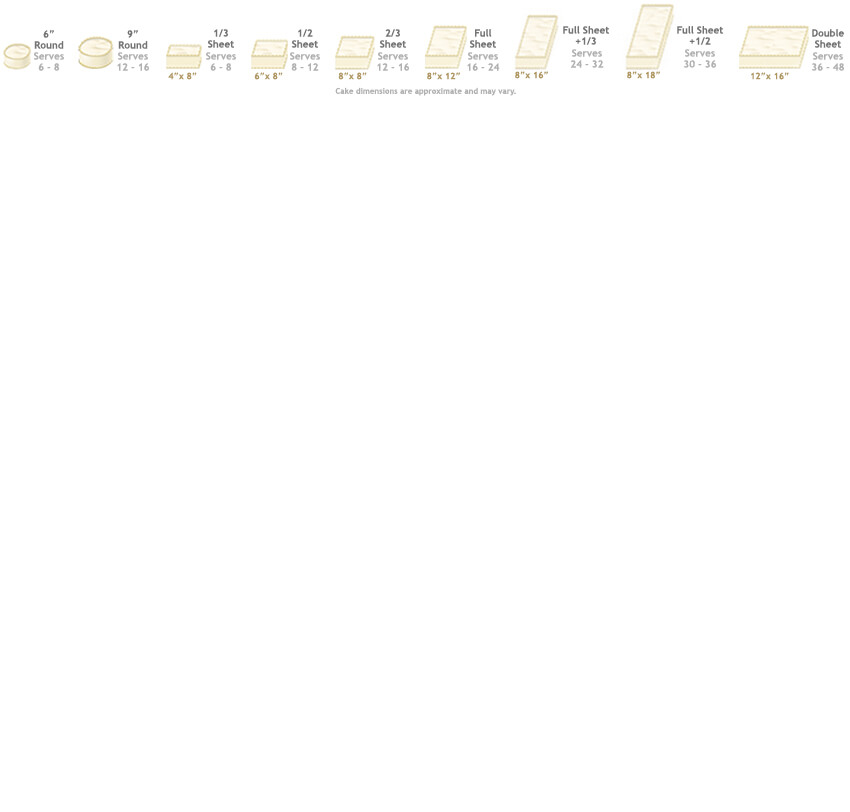 6”
Round
Serves
6 - 8
9”
Round
Serves
12 - 16
1/3
Sheet
Serves
6 - 8
4”x 8”
1/2
Sheet
Serves
8 - 12
6”x 8”
2/3
Sheet
Serves
12 - 16
8”x 8”
Full
Sheet
Serves
16 - 24
8”x 12”
Full Sheet
+1/3
Serves
24 - 32
8”x 16”
Full Sheet
+1/2
Serves
30 - 36
8”x 18”
Double
Sheet
Serves
36 - 48
12”x 16”
Cake dimensions are approximate and may vary.